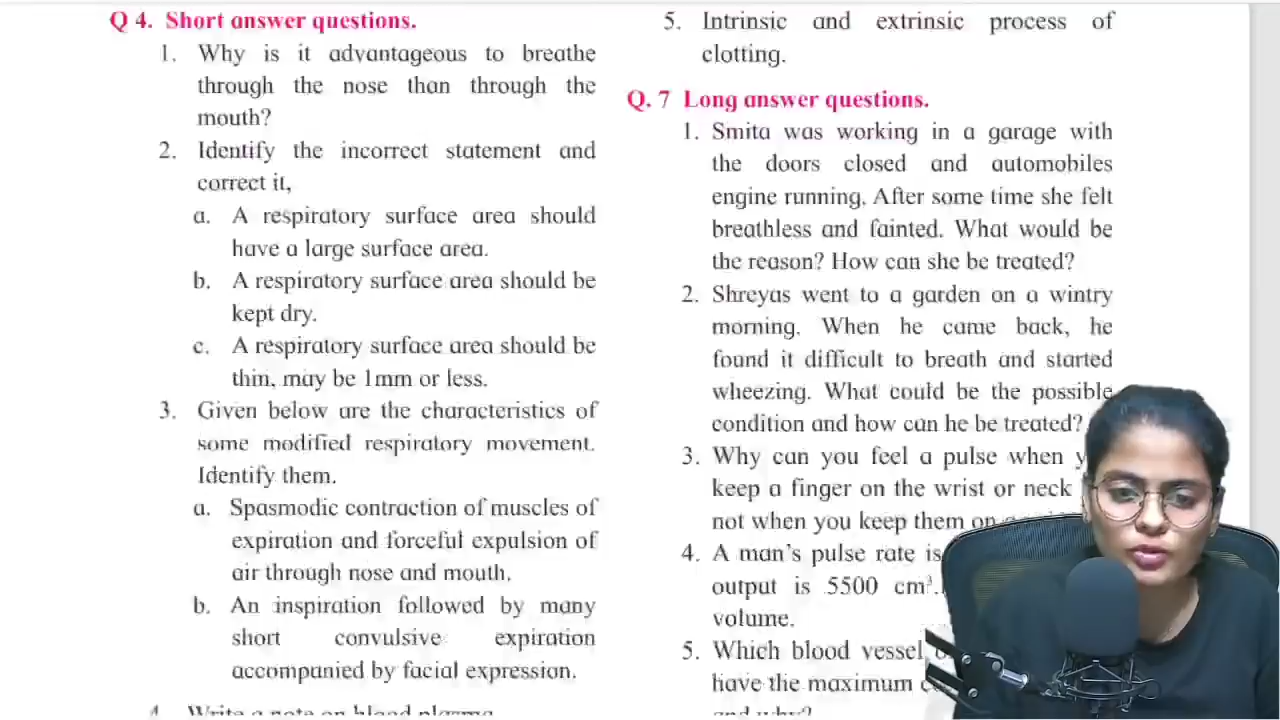 Q 4. Short answer questions.
1. Why is it advantageous to breathe
through the nose than through the
mouth?
2. Identify the incorrect statement and
correct it,
a. A respiratory surface area should
have a large surface area.
b. A respiratory surface area should be
kept dry.
c. A respiratory surface area should be
thin, may be 1mm or less.
3. Given below are the characteristics of
some modified respiratory movement.
Identify them.
a. Spasmodic contraction of muscles of
expiration and forceful expulsion of
air through nose and mouth.
b. An inspiration followed by many
short convulsive expiration
accompanied by facial expression.
4. Write a note on blood plasma
5. Intrinsic and extrinsic process of
clotting.
Q. 7 Long answer questions.
1. Smita was working in a garage with
the doors closed and automobiles
engine running. After some time she felt
breathless and fainted. What would be
the reason? How can she be treated?
2. Shreyas went to a garden on a wintry
morning. When he came back, he
found it difficult to breath and started
wheezing. What could be the possible
condition and how can he be treated?
3. Why can you feel a pulse when
keep a finger on the wrist or neck
not when you keep them on
4. A man's pulse rate is
output is 5500 cm³.
volume.
5. Which blood vessel
have the maximum
and why?